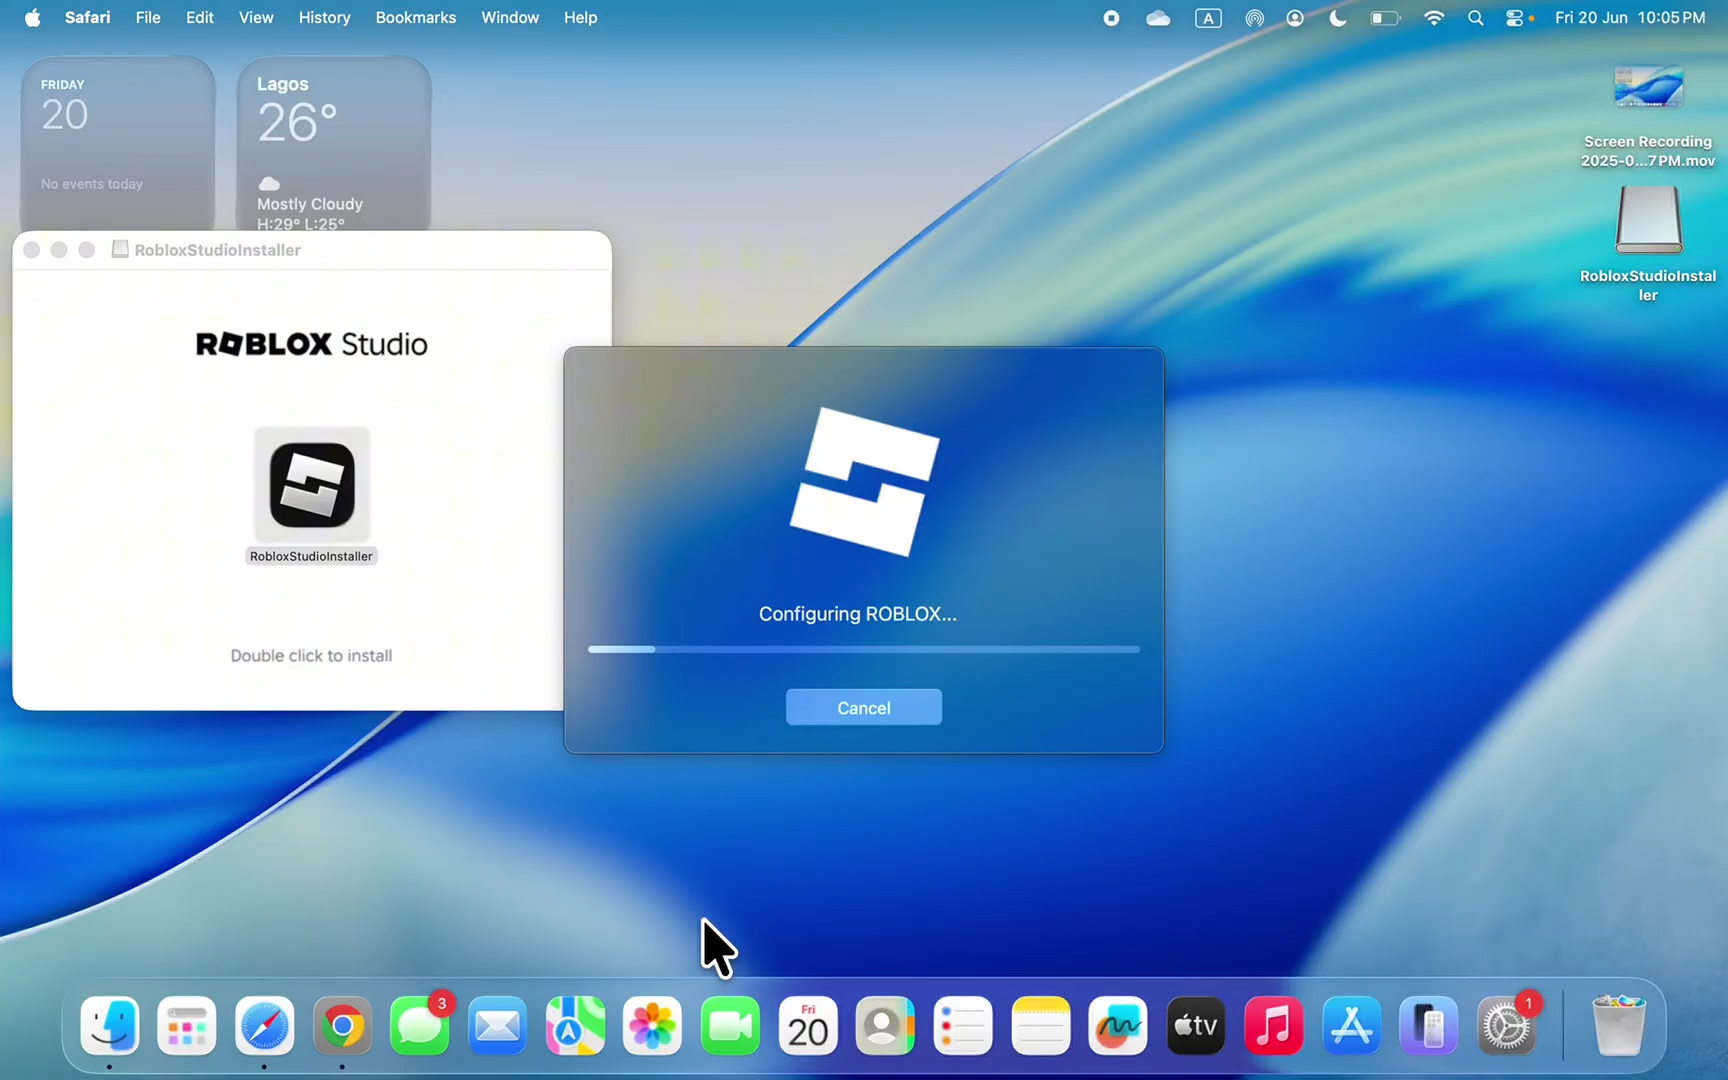 Safari File Edit View History Bookmarks Window Help
A
Fri 20 Jun 10:05 PM
FRIDAY
20
No events today
Lagos
26°
Mostly Cloudy
H:29° L:25°
Screen Recording
2025-0...7 PM.mov
RobloxStudioInstal
ler
RobloxStudioInstaller
ROBLOX Studio
RobloxStudioInstaller
Double click to install
Configuring ROBLOX...
Cancel
3
Fri
20
tv
1